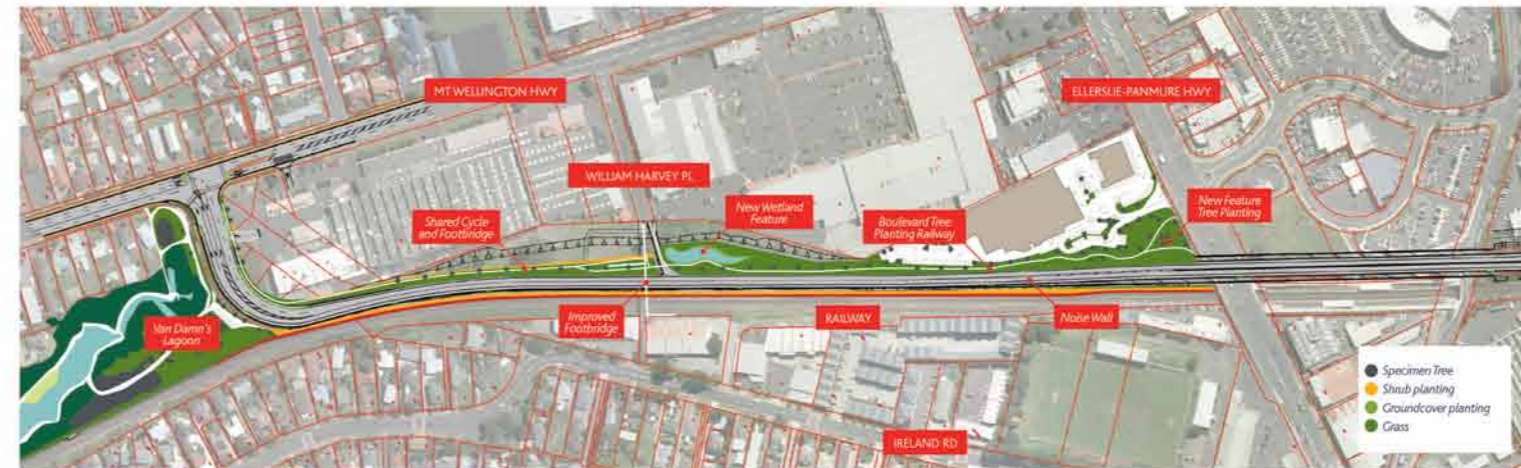 MT WELLINGTON HWY
ELLERSLIE-PANMURE HWY
WILLIAM HARVEY PL
Shared Cycle
and Footbridge
New Wetland
Feature
Boulevard Tree
Planting Railway
New Feature
Tree Planting
Van Damn's
Lagoon
Improved
Footbridge
RAILWAY
Noise Wall
IRELAND RD
Specimen Tree
Shrub planting
Groundcover planting
Grass